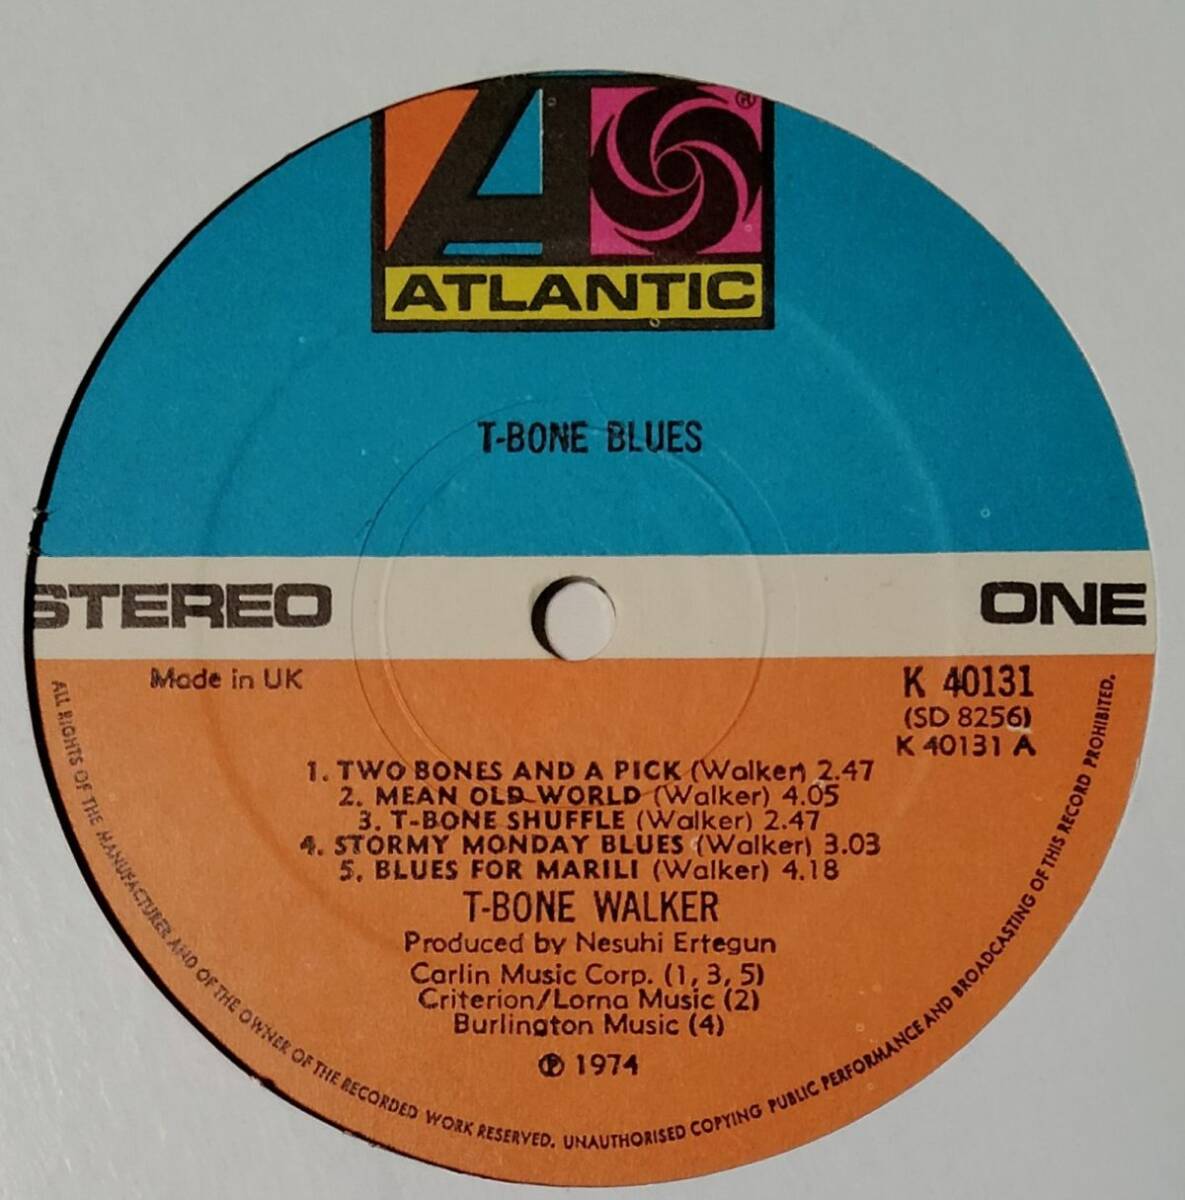 ®
ATLANTIC
T-BONE BLUES
STEREO
ONE
Made in UK
K 40131
(SD 8256)
K 40131 A
1. TWO BONES AND A PICK (Walker) 2.47
2. MEAN OLD WORLD (Walker) 4.05
3. T-BONE SHUFFLE (Walker) 2.47
4. STORMY MONDAY BLUES (Walker) 3.03
5. BLUES FOR MARILI (Walker) 4.18
T-BONE WALKER
Produced by Nesuhi Ertegun
Carlin Music Corp. (1, 3, 5)
Criterion/Lorna Music (2)
Burlington Music (4)
℗ 1974
ALL RIGHTS OF THE MANUFACTURER AND OF THE OWNER OF THE RECORDED WORK RESERVED. UNAUTHORISED COPYING PUBLIC PERFORMANCE AND BROADCASTING OF THIS RECORD PROHIBITED.